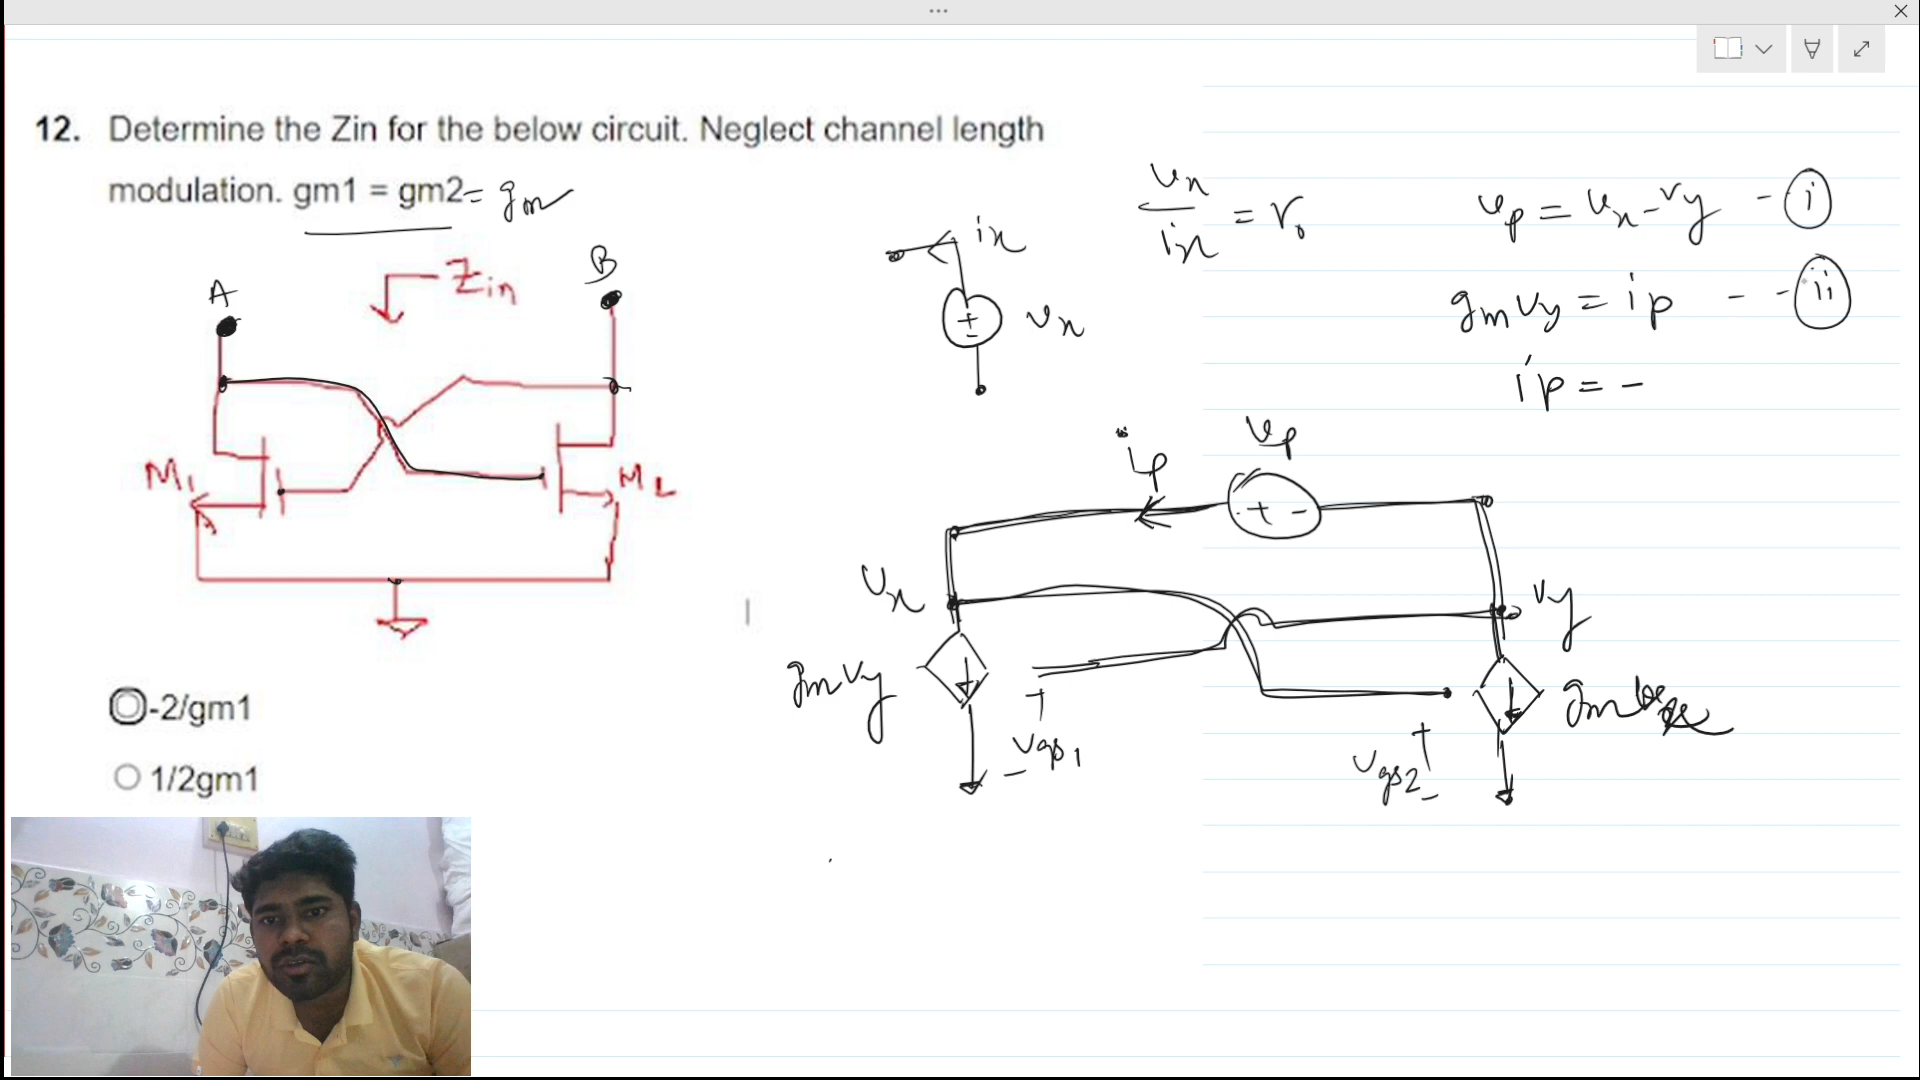 12. Determine the Zin for the below circuit. Neglect channel length
modulation. gm1 = gm2 = gm
Zin
A
B
M1
M2
-2/gm1
1/2gm1
ix
vx
vx/ix = ro
vp = vx - vy - (i)
gm vy = ip - - (ii)
ip = -
ip
vp
+ -
vx
vy
gm vy
+
- vgs1
vgs2
+
-
gm